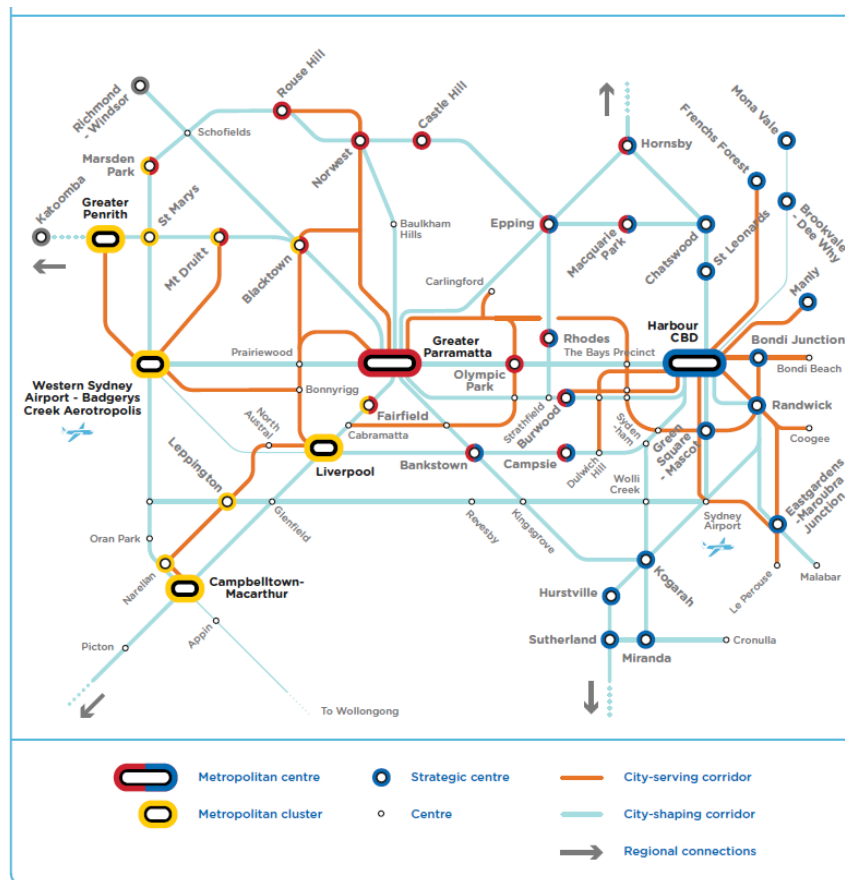 Richmond
- Windsor
Rouse Hill
Castle Hill
Schofields
Norwest
Marsden
Park
Katoomba
Greater
Penrith
St Marys
Mt Druitt
Blacktown
Baulkham
Hills
Hornsby
Frenchs Forest
Mona Vale
Epping
Macquarie
Park
Chatswood
St Leonards
Brookvale
- Dee Why
Manly
Carlingford
Greater
Parramatta
Rhodes
The Bays Precinct
Harbour
CBD
Bondi Junction
Bondi Beach
Prairiewood
Olympic
Park
Western Sydney
Airport - Badgerys
Creek Aerotropolis
Bonnyrigg
Fairfield
Cabramatta
Strathfield
Burwood
Randwick
Coogee
North
Austral
Liverpool
Bankstown
Campsie
Dulwich
Hill
Syden
-ham
Green
Square
- Mascot
Wolli
Creek
Leppington
Glenfield
Revesby
Kingsgrove
Sydney
Airport
Eastgardens
-Maroubra
Junction
Oran Park
Narellan
Campbelltown-
Macarthur
Kogarah
Le Perouse
Malabar
Hurstville
Picton
Appin
Sutherland
Miranda
Cronulla
To Wollongong
Metropolitan centre
Strategic centre
City-serving corridor
Metropolitan cluster
Centre
City-shaping corridor
Regional connections